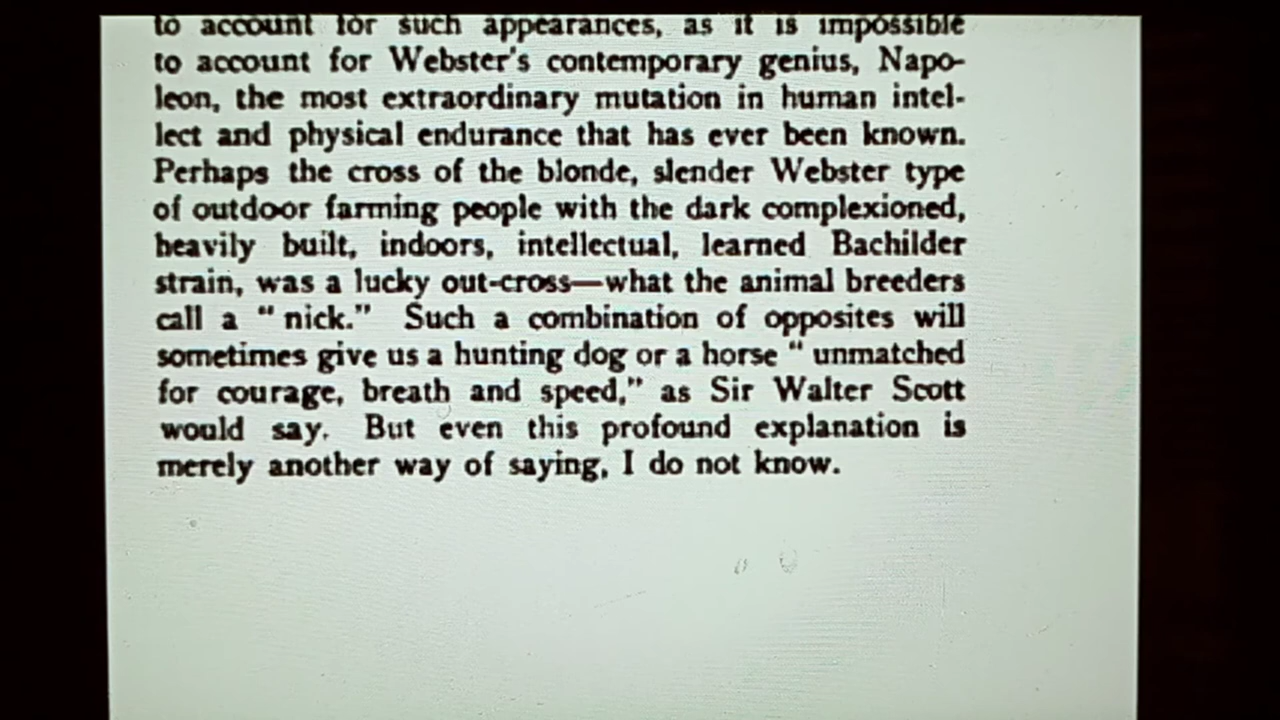 to account for such appearances, as it is impossible
to account for Webster's contemporary genius, Napo-
leon, the most extraordinary mutation in human intel-
lect and physical endurance that has ever been known.
Perhaps the cross of the blonde, slender Webster type
of outdoor farming people with the dark complexioned,
heavily built, indoors, intellectual, learned Bachilder
strain, was a lucky out-cross—what the animal breeders
call a “ nick.” Such a combination of opposites will
sometimes give us a hunting dog or a horse “ unmatched
for courage, breath and speed,” as Sir Walter Scott
would say. But even this profound explanation is
merely another way of saying, I do not know.